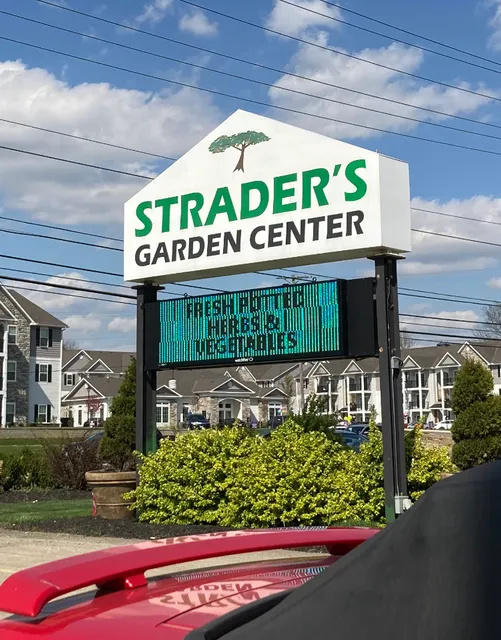 STRADER'S
GARDEN CENTER
FRESH POTTED
HERBS &
VEGETABLES